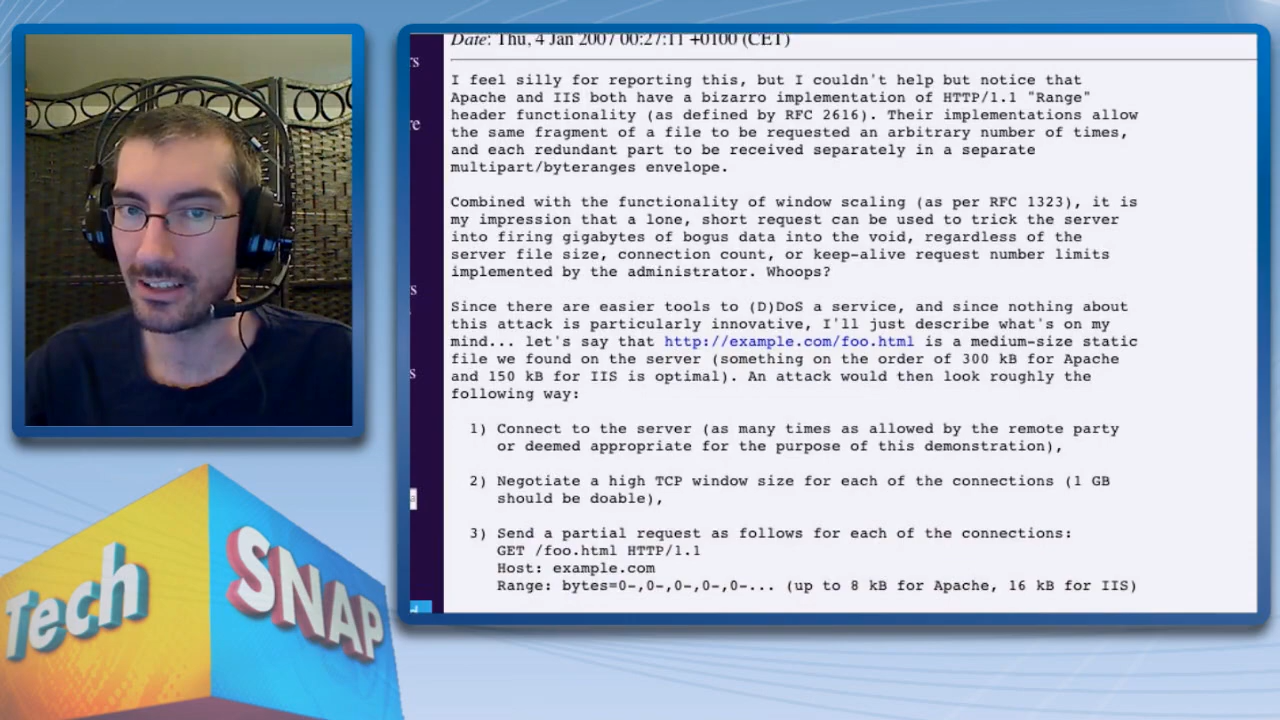 Date: Thu, 4 Jan 2007 00:27:11 +0100 (CET)
I feel silly for reporting this, but I couldn't help but notice that
Apache and IIS both have a bizarro implementation of HTTP/1.1 "Range"
header functionality (as defined by RFC 2616). Their implementations allow
the same fragment of a file to be requested an arbitrary number of times,
and each redundant part to be received separately in a separate
multipart/byteranges envelope.
Combined with the functionality of window scaling (as per RFC 1323), it is
my impression that a lone, short request can be used to trick the server
into firing gigabytes of bogus data into the void, regardless of the
server file size, connection count, or keep-alive request number limits
implemented by the administrator. Whoops?
Since there are easier tools to (D)DoS a service, and since nothing about
this attack is particularly innovative, I'll just describe what's on my
mind... let's say that http://example.com/foo.html is a medium-size static
file we found on the server (something on the order of 300 kB for Apache
and 150 kB for IIS is optimal). An attack would then look roughly the
following way:
1) Connect to the server (as many times as allowed by the remote party
or deemed appropriate for the purpose of this demonstration),
2) Negotiate a high TCP window size for each of the connections (1 GB
should be doable),
3) Send a partial request as follows for each of the connections:
GET /foo.html HTTP/1.1
Host: example.com
Range: bytes=0-,0-,0-,0-,0-... (up to 8 kB for Apache, 16 kB for IIS)
Tech
SNAP